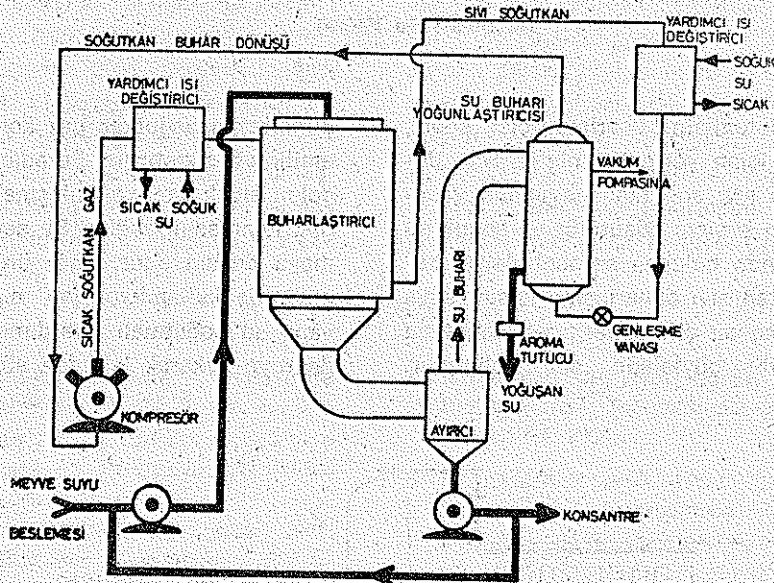 SIVI SOĞUTKAN
YARDIMCI ISI
DEĞİŞTİRİCİ
SOĞUTKAN BUHAR DÖNÜŞÜ
SOĞUK
SU
SICAK
YARDIMCI ISI
DEĞİŞTİRİCİ
SU BUHARI
YOĞUNLAŞTIRICISI
VAKUM
POMPASINA
SICAK SOĞUK
SU
BUHARLAŞTIRICI
SICAK SOĞUTKAN GAZ
SU BUHARI
AROMA
TUTUCU
GENLEŞME
VANASI
YOĞUŞAN
SU
KOMPRESÖR
AYIRICI
MEYVE SUYU
BESLEMESİ
KONSANTRE